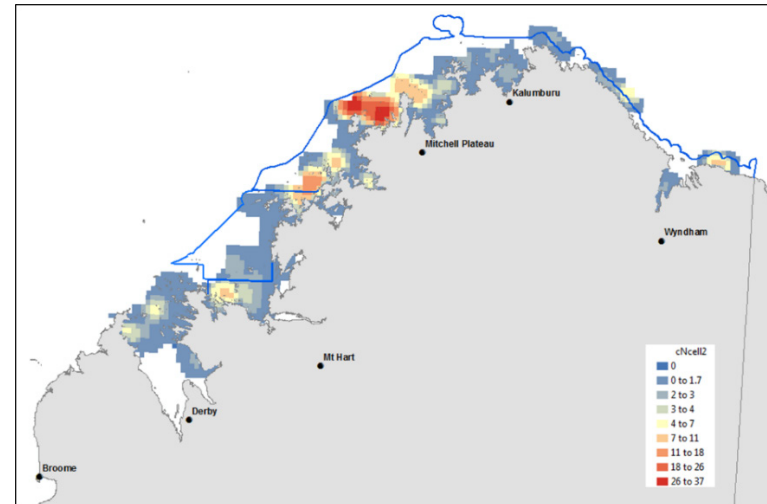 Kalumburu
Mitchell Plateau
Wyndham
Mt Hart
Derby
Broome
cNcell2
0
0 to 1.7
2 to 3
3 to 4
4 to 7
7 to 11
11 to 18
18 to 26
26 to 37